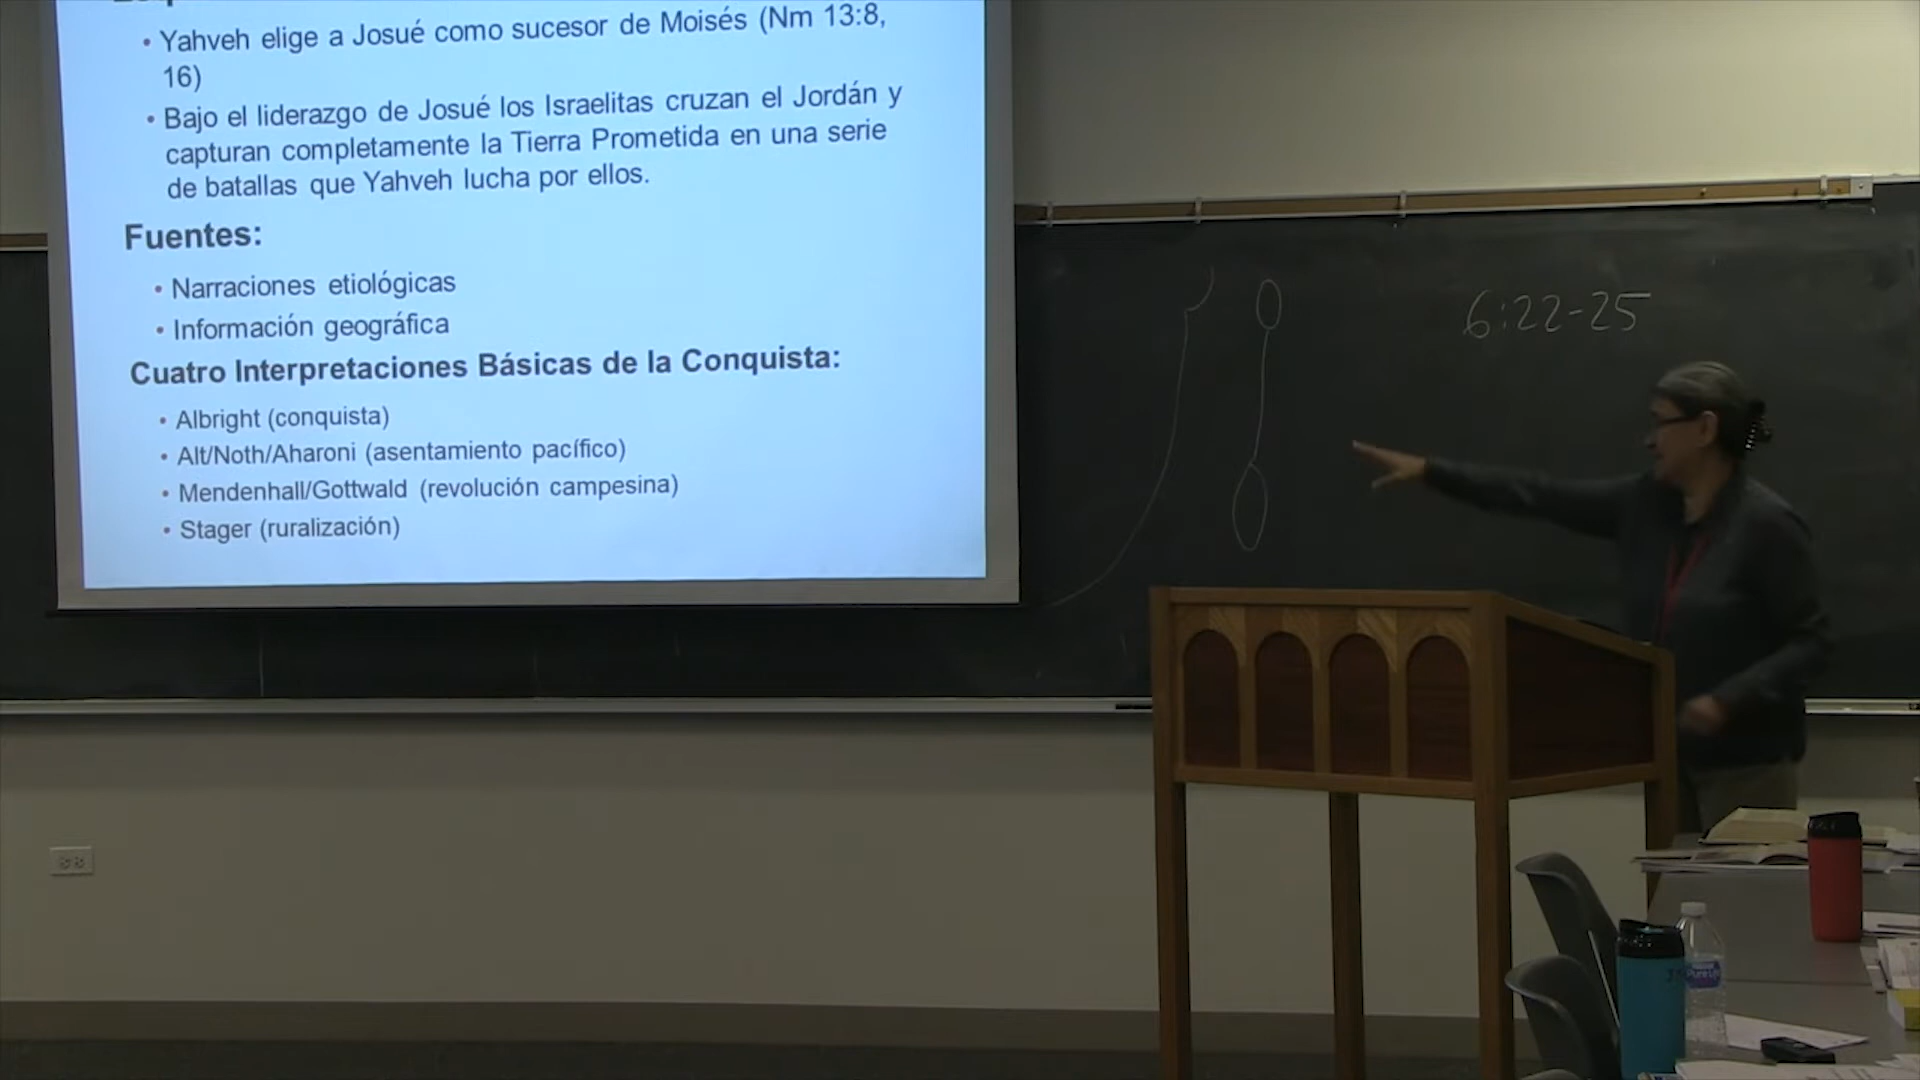 • Yahveh elige a Josué como sucesor de Moisés (Nm 13:8,
16)
• Bajo el liderazgo de Josué los Israelitas cruzan el Jordán y
capturan completamente la Tierra Prometida en una serie
de batallas que Yahveh lucha por ellos.
Fuentes:
• Narraciones etiológicas
• Información geográfica
Cuatro Interpretaciones Básicas de la Conquista:
• Albright (conquista)
• Alt/Noth/Aharoni (asentamiento pacífico)
• Mendenhall/Gottwald (revolución campesina)
• Stager (ruralización)
6:22-25